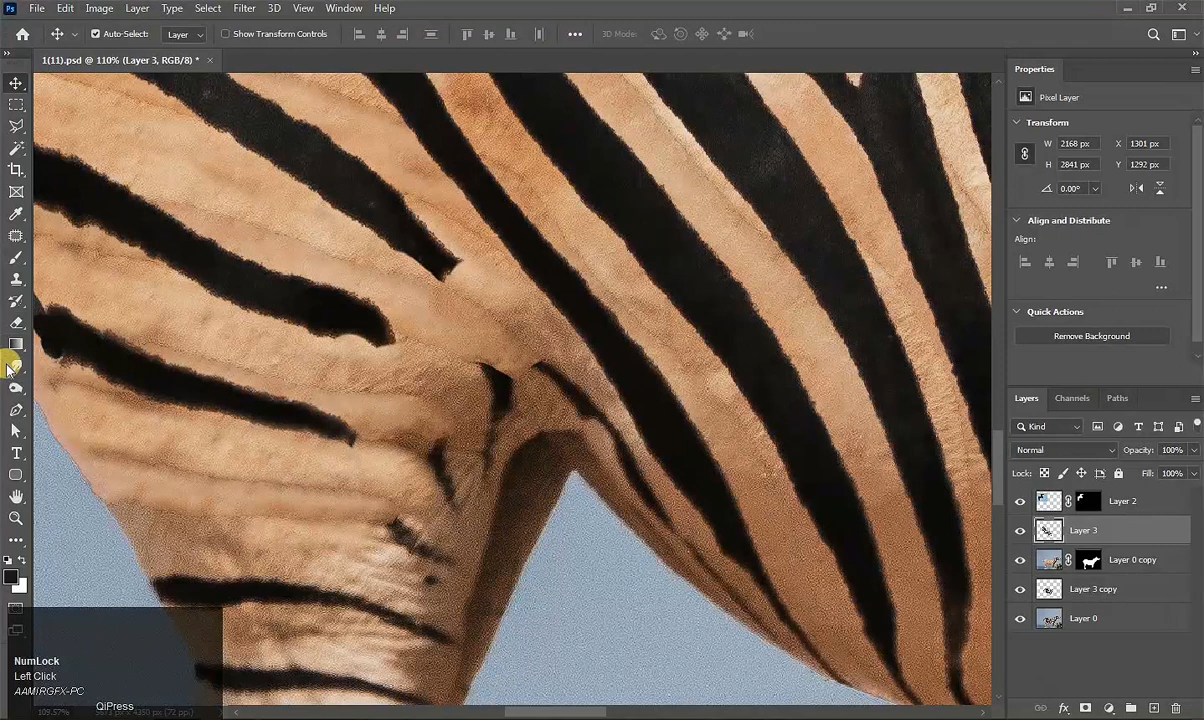 File Edit Image Layer Type Select Filter 3D View Window Help
Auto-Select: Layer Show Transform Controls 3D Mode:
1(11).psd @ 110% (Layer 3, RGB/8) *
Properties
Pixel Layer
Transform
W 2168 px X 1301 px
H 2841 px Y 1292 px
0.00°
Align and Distribute
Align:
Quick Actions
Remove Background
Layers Channels Paths
Kind
Normal Opacity: 100%
Lock: Fill: 100%
Layer 2
Layer 3
Layer 0 copy
Layer 3 copy
Layer 0
NumLock
Left Click
AAMIRGFX-PC
QiPress